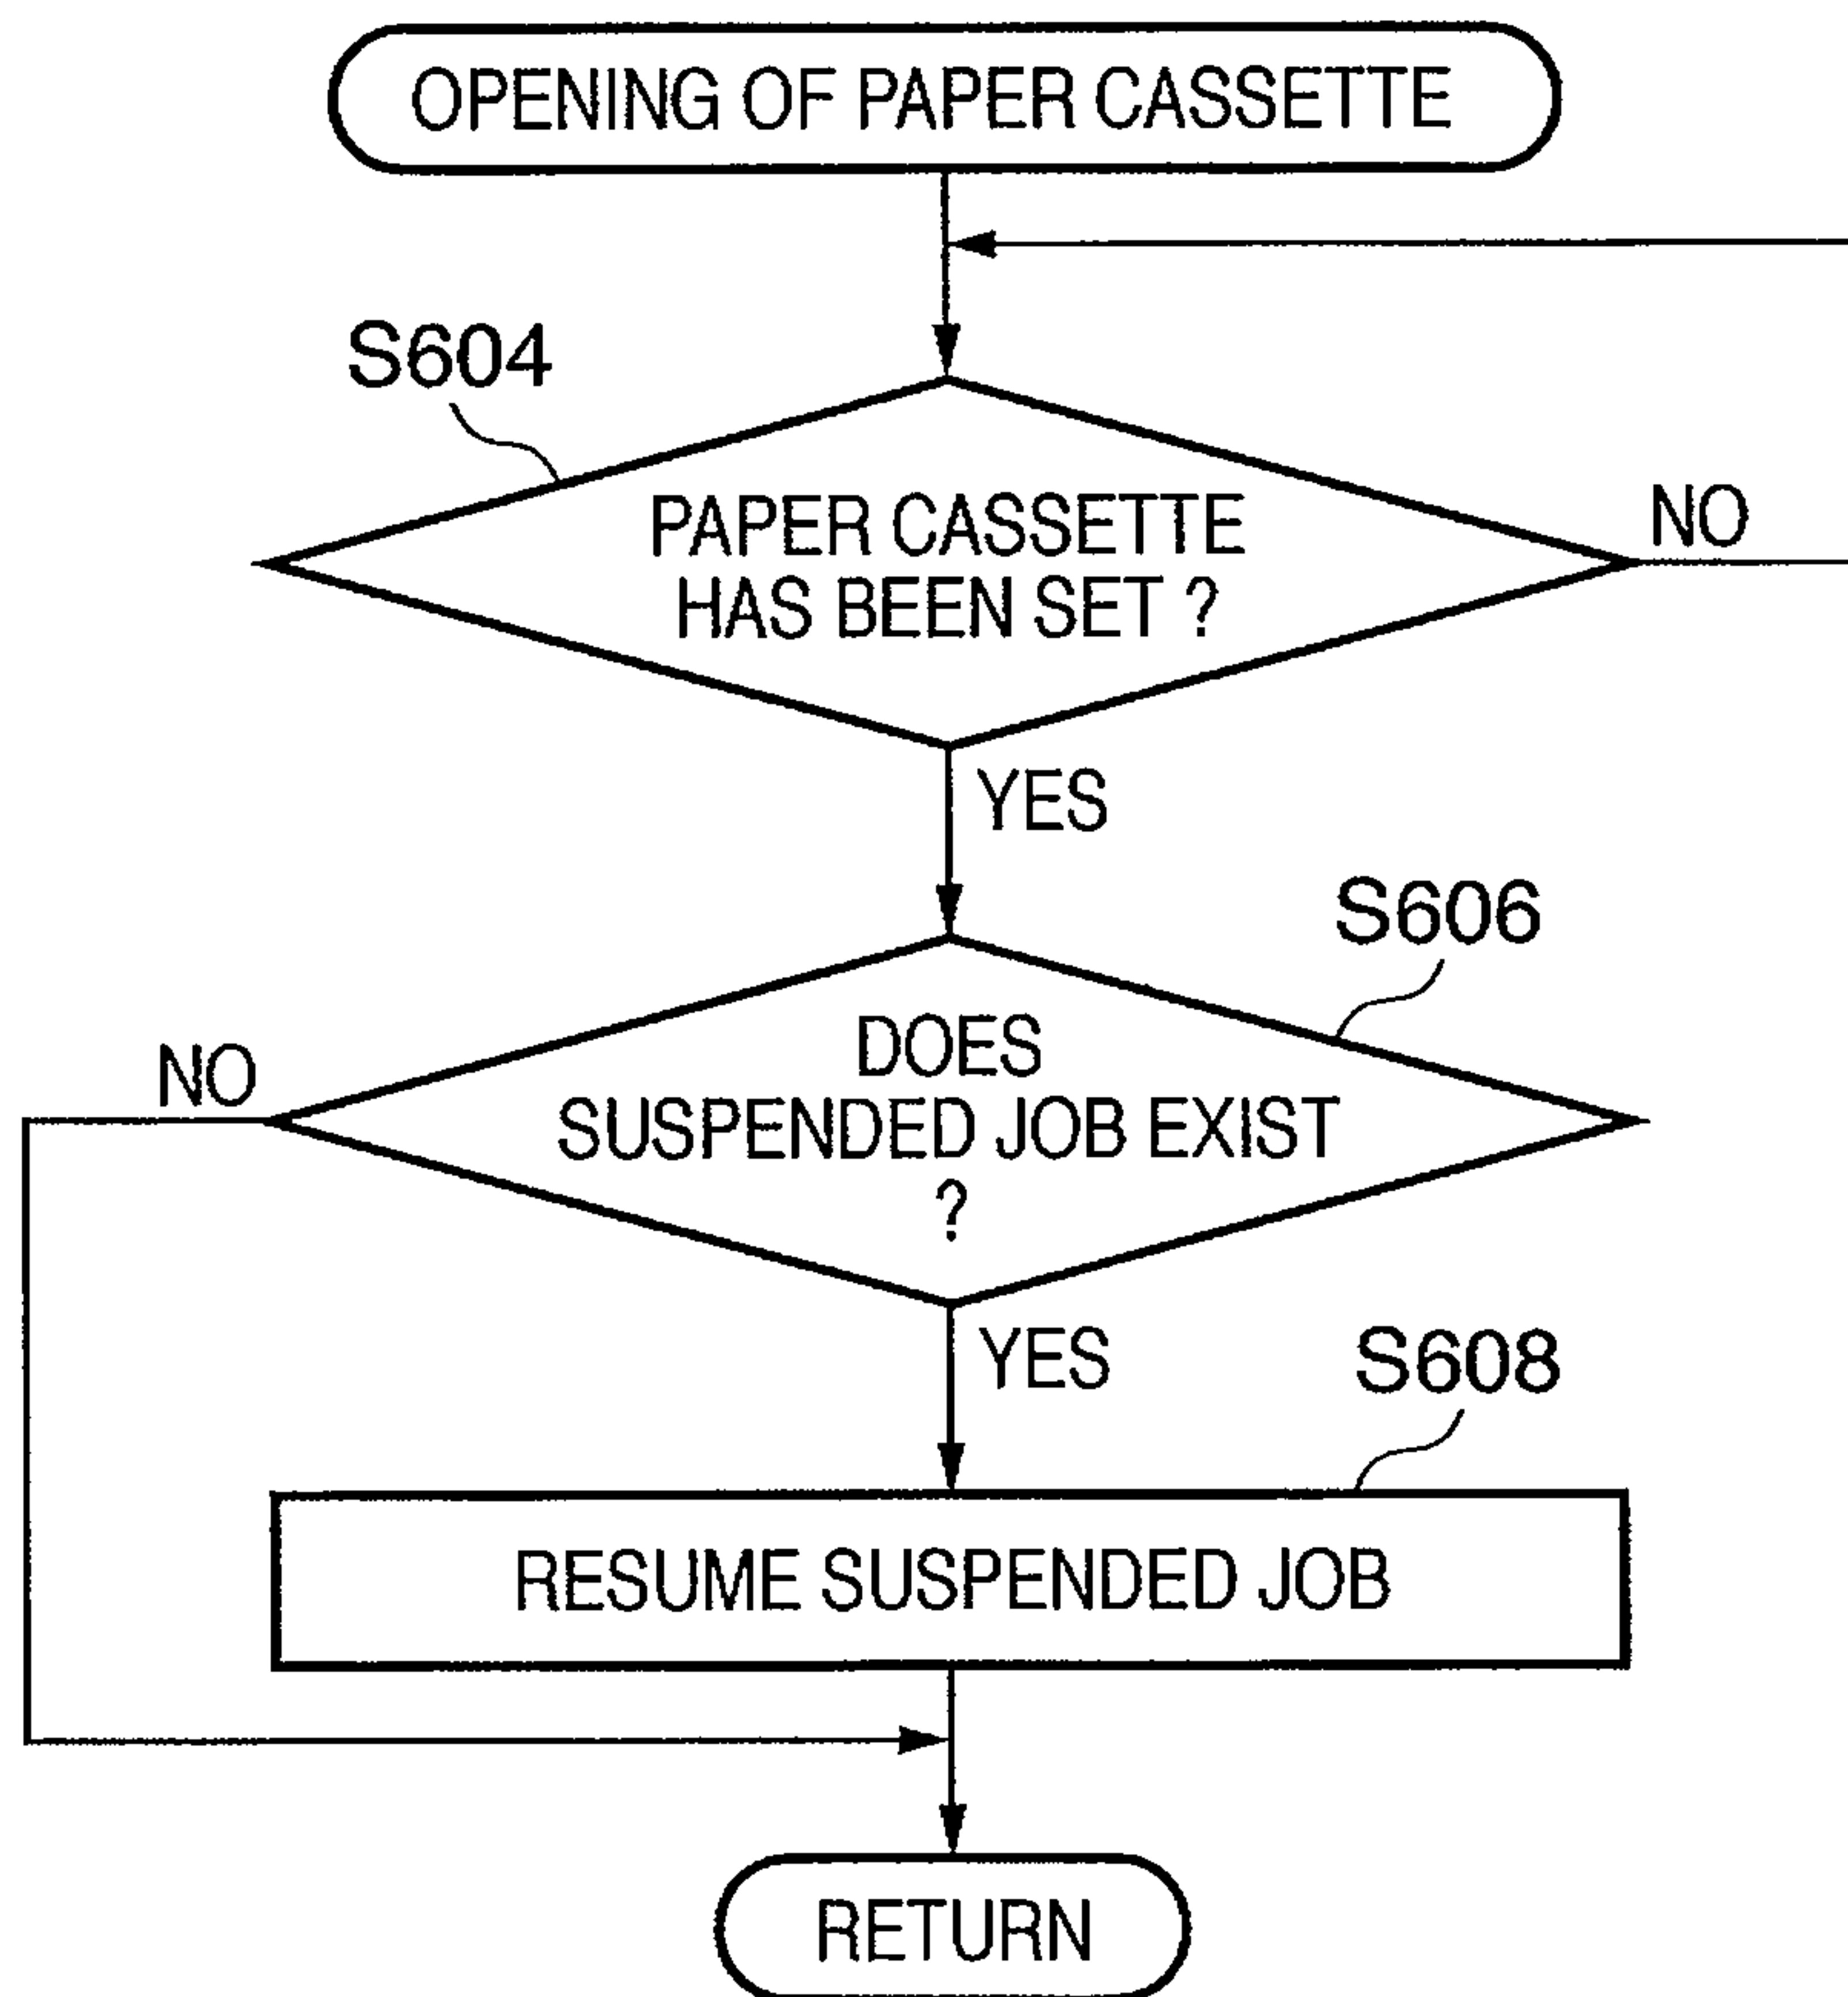 OPENING OF PAPER CASSETTE
S604
PAPER CASSETTE
HAS BEEN SET ?
NO
YES
S606
DOES
SUSPENDED JOB EXIST
?
NO
YES
S608
RESUME SUSPENDED JOB
RETURN